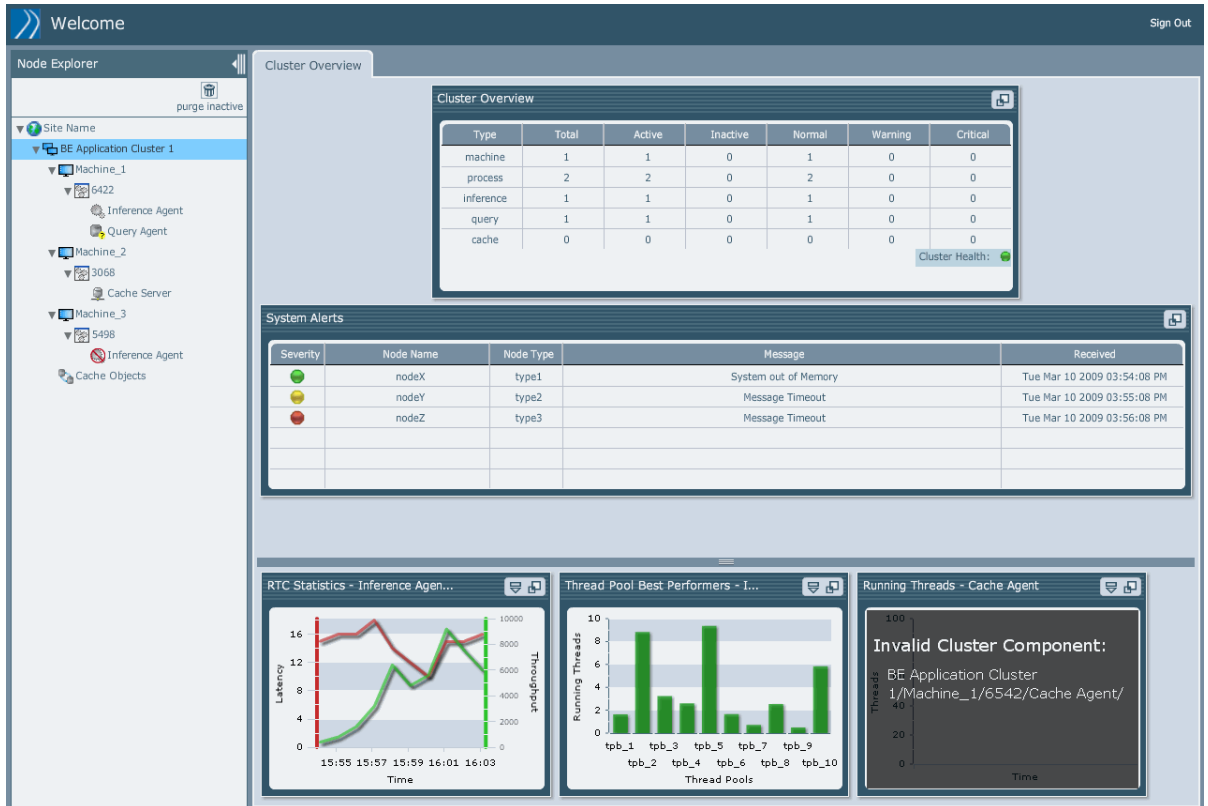 Welcome
Sign Out
Node Explorer
purge inactive
Site Name
BE Application Cluster 1
Machine_1
6422
Inference Agent
Query Agent
Machine_2
3068
Cache Server
Machine_3
5498
Inference Agent
Cache Objects
Cluster Overview
Cluster Overview
Type Total Active Inactive Normal Warning Critical
machine 1 1 0 1 0 0
process 2 2 0 2 0 0
inference 1 1 0 1 0 0
query 1 1 0 1 0 0
cache 0 0 0 0 0 0
Cluster Health:
System Alerts
Severity Node Name Node Type Message Received
nodeX type1 System out of Memory Tue Mar 10 2009 03:54:08 PM
nodeY type2 Message Timeout Tue Mar 10 2009 03:55:08 PM
nodeZ type3 Message Timeout Tue Mar 10 2009 03:56:08 PM
RTC Statistics - Inference Agen...
Latency
16
12
8
4
0
10000
8000
6000
4000
2000
0
Throughput
15:55 15:57 15:59 16:01 16:03
Time
Thread Pool Best Performers - I...
Running Threads
10
8
6
4
2
0
tpb_1 tpb_3 tpb_5 tpb_7 tpb_9
tpb_2 tpb_4 tpb_6 tpb_8 tpb_10
Thread Pools
Running Threads - Cache Agent
100
Invalid Cluster Component:
BE Application Cluster
1/Machine_1/6542/Cache Agent/
Threads
40
20
0
Time